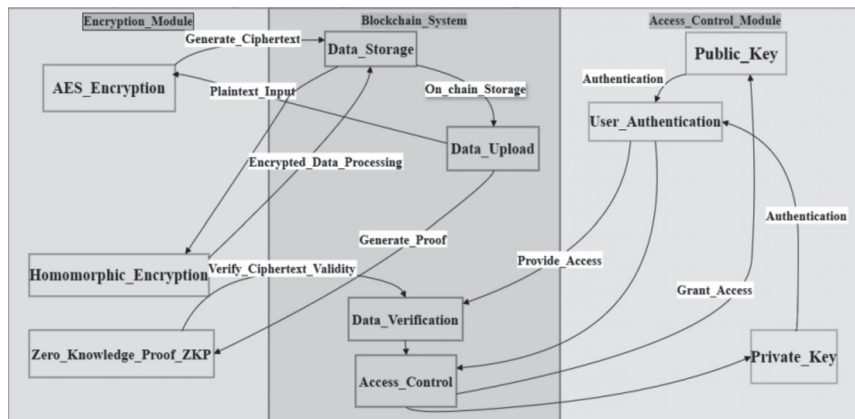 Encryption_Module
Blockchain_System
Access_Control_Module
Generate_Ciphertext
Data_Storage
Public_Key
AES_Encryption
Plaintext_Input
On_chain_Storage
Authentication
User_Authentication
Data_Upload
Encrypted_Data_Processing
Authentication
Generate_Proof
Homomorphic_Encryption
Verify_Ciphertext_Validity
Provide_Access
Grant_Access
Data_Verification
Zero_Knowledge_Proof_ZKP
Private_Key
Access_Control